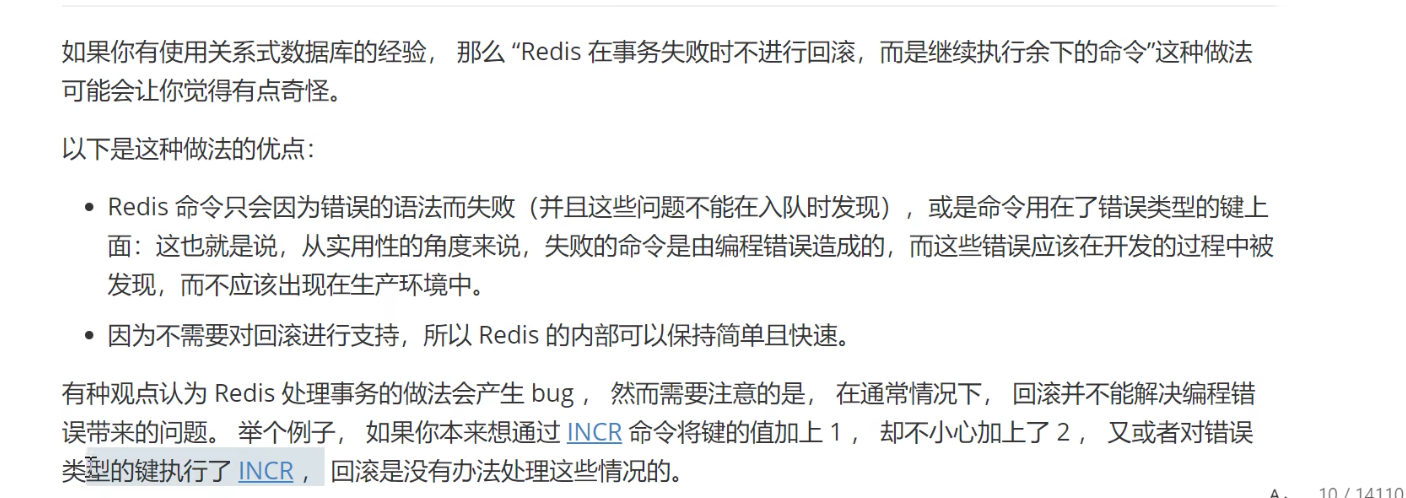 如果你有使用关系式数据库的经验， 那么 “Redis 在事务失败时不进行回滚，而是继续执行余下的命令”这种做法
可能会让你觉得有点奇怪。
以下是这种做法的优点：
• Redis 命令只会因为错误的语法而失败（并且这些问题不能在入队时发现），或是命令用在了错误类型的键上
面：这也就是说，从实用性的角度来说，失败的命令是由编程错误造成的，而这些错误应该在开发的过程中被
发现，而不应该出现在生产环境中。
• 因为不需要对回滚进行支持，所以 Redis 的内部可以保持简单且快速。
有种观点认为 Redis 处理事务的做法会产生 bug ， 然而需要注意的是， 在通常情况下， 回滚并不能解决编程错
误带来的问题。 举个例子， 如果你本来想通过 INCR 命令将键的值加上 1 ， 却不小心加上了 2 ， 又或者对错误
类型的键执行了 INCR ， 回滚是没有办法处理这些情况的。
10 / 14110